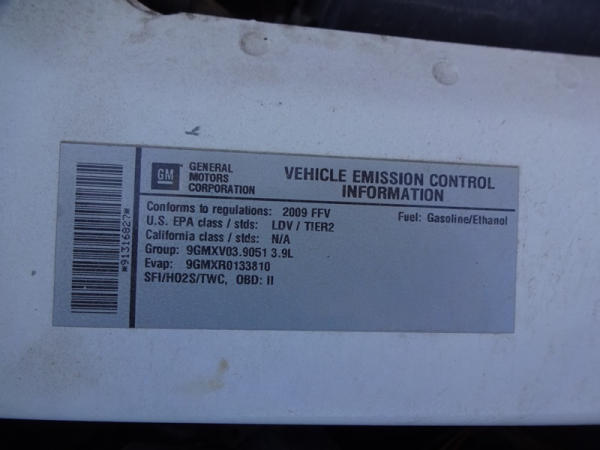 GM
GENERAL
MOTORS
CORPORATION
VEHICLE EMISSION CONTROL
INFORMATION
Conforms to regulations: 2009 FFV
Fuel: Gasoline/Ethanol
U.S. EPA class / stds: LDV / TIER2
California class / stds: N/A
Group: 9GMXV03.9051 3.9L
Evap: 9GMXR0133810
SFI/HO2S/TWC, OBD: II
*91316827*